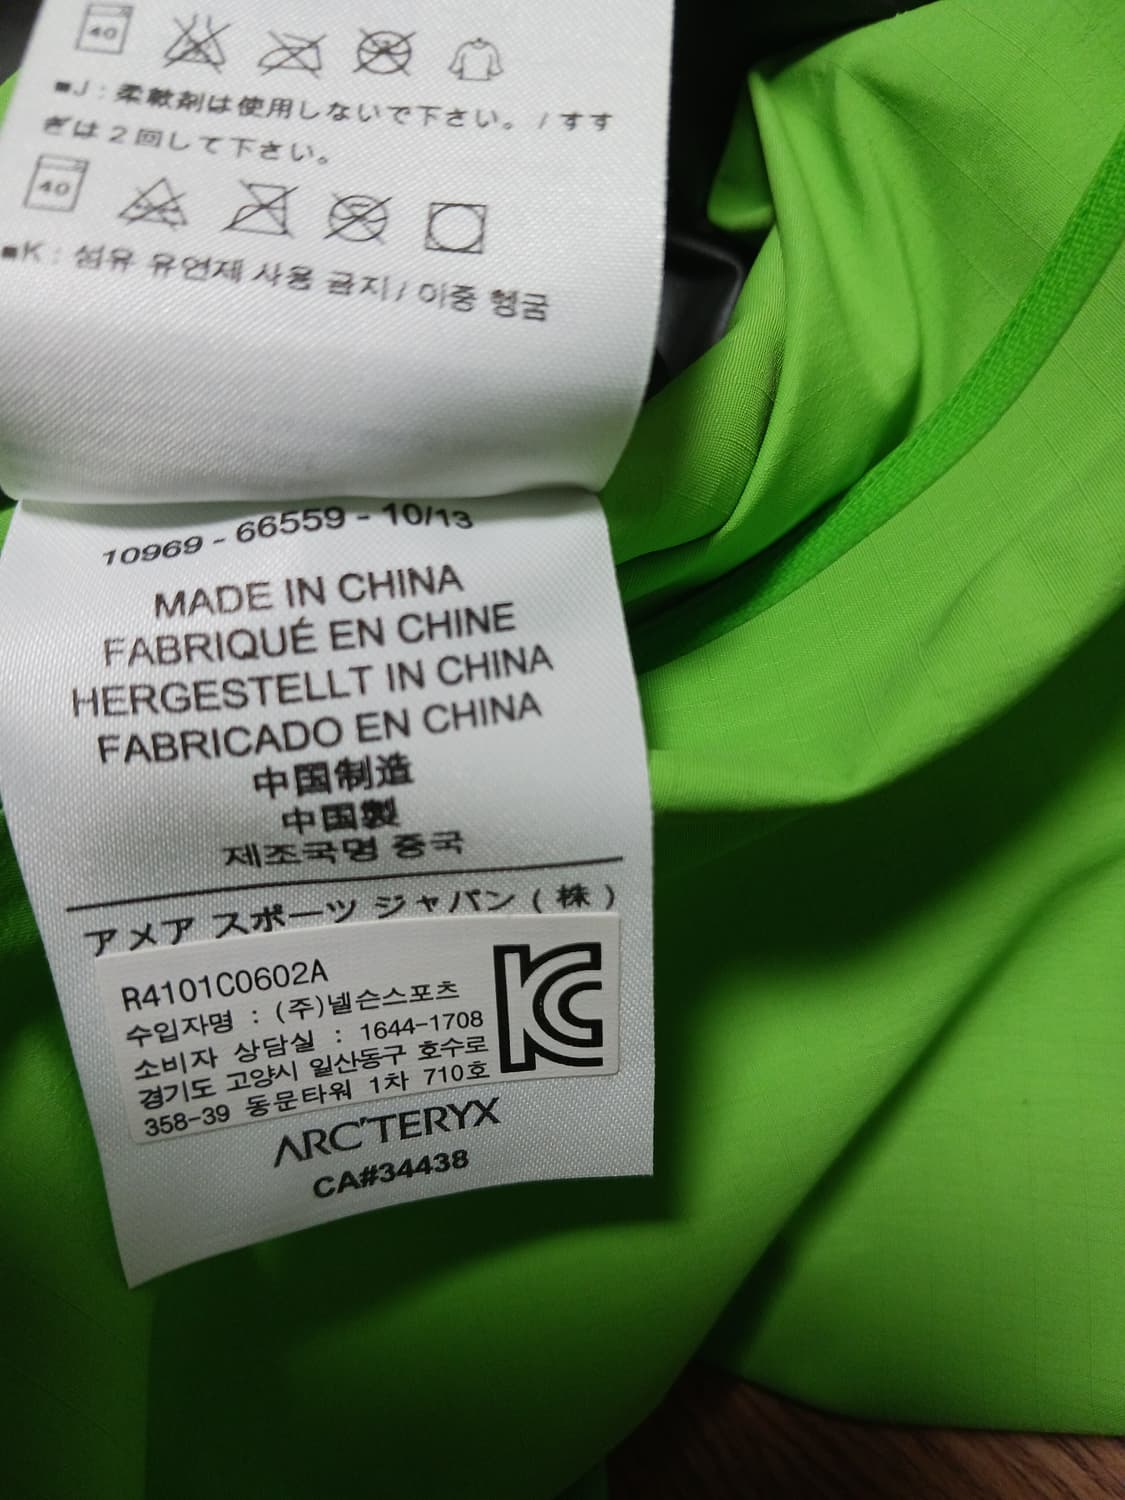 40
■J : 柔軟剤は使用しないで下さい。 / すす
ぎは2回して下さい。
40
■K : 섬유 유연제 사용 금지 / 이중 헹굼
10969 - 66559 - 10/13
MADE IN CHINA
FABRIQUÉ EN CHINE
HERGESTELLT IN CHINA
FABRICADO EN CHINA
中国制造
中国製
제조국명 중국
アメア スポーツ ジャパン ( 株 )
R4101C0602A
수입자명 : (주)넬슨스포츠
소비자 상담실 : 1644-1708
경기도 고양시 일산동구 호수로
358-39 동문타워 1차 710호
ARC'TERYX
CA#34438